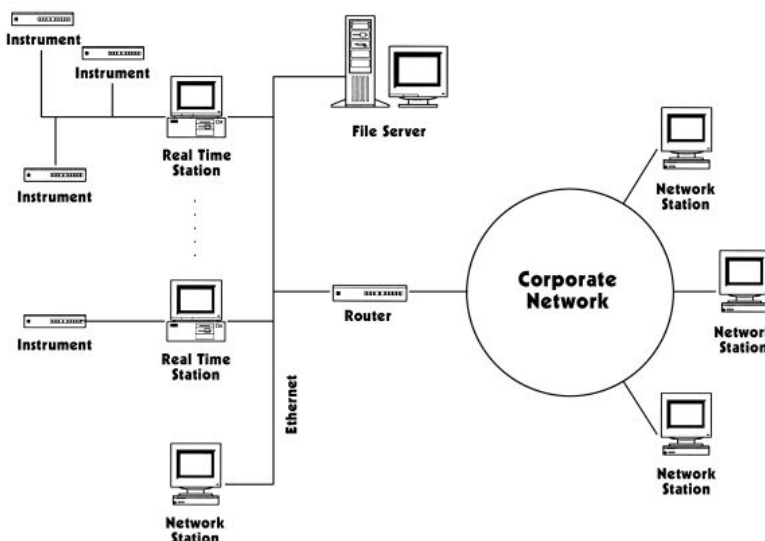 Instrument
Instrument
File Server
Real Time
Station
Instrument
Network
Station
Corporate
Network
Network
Station
Router
Instrument
Real Time
Station
Ethernet
Network
Station
Network
Station